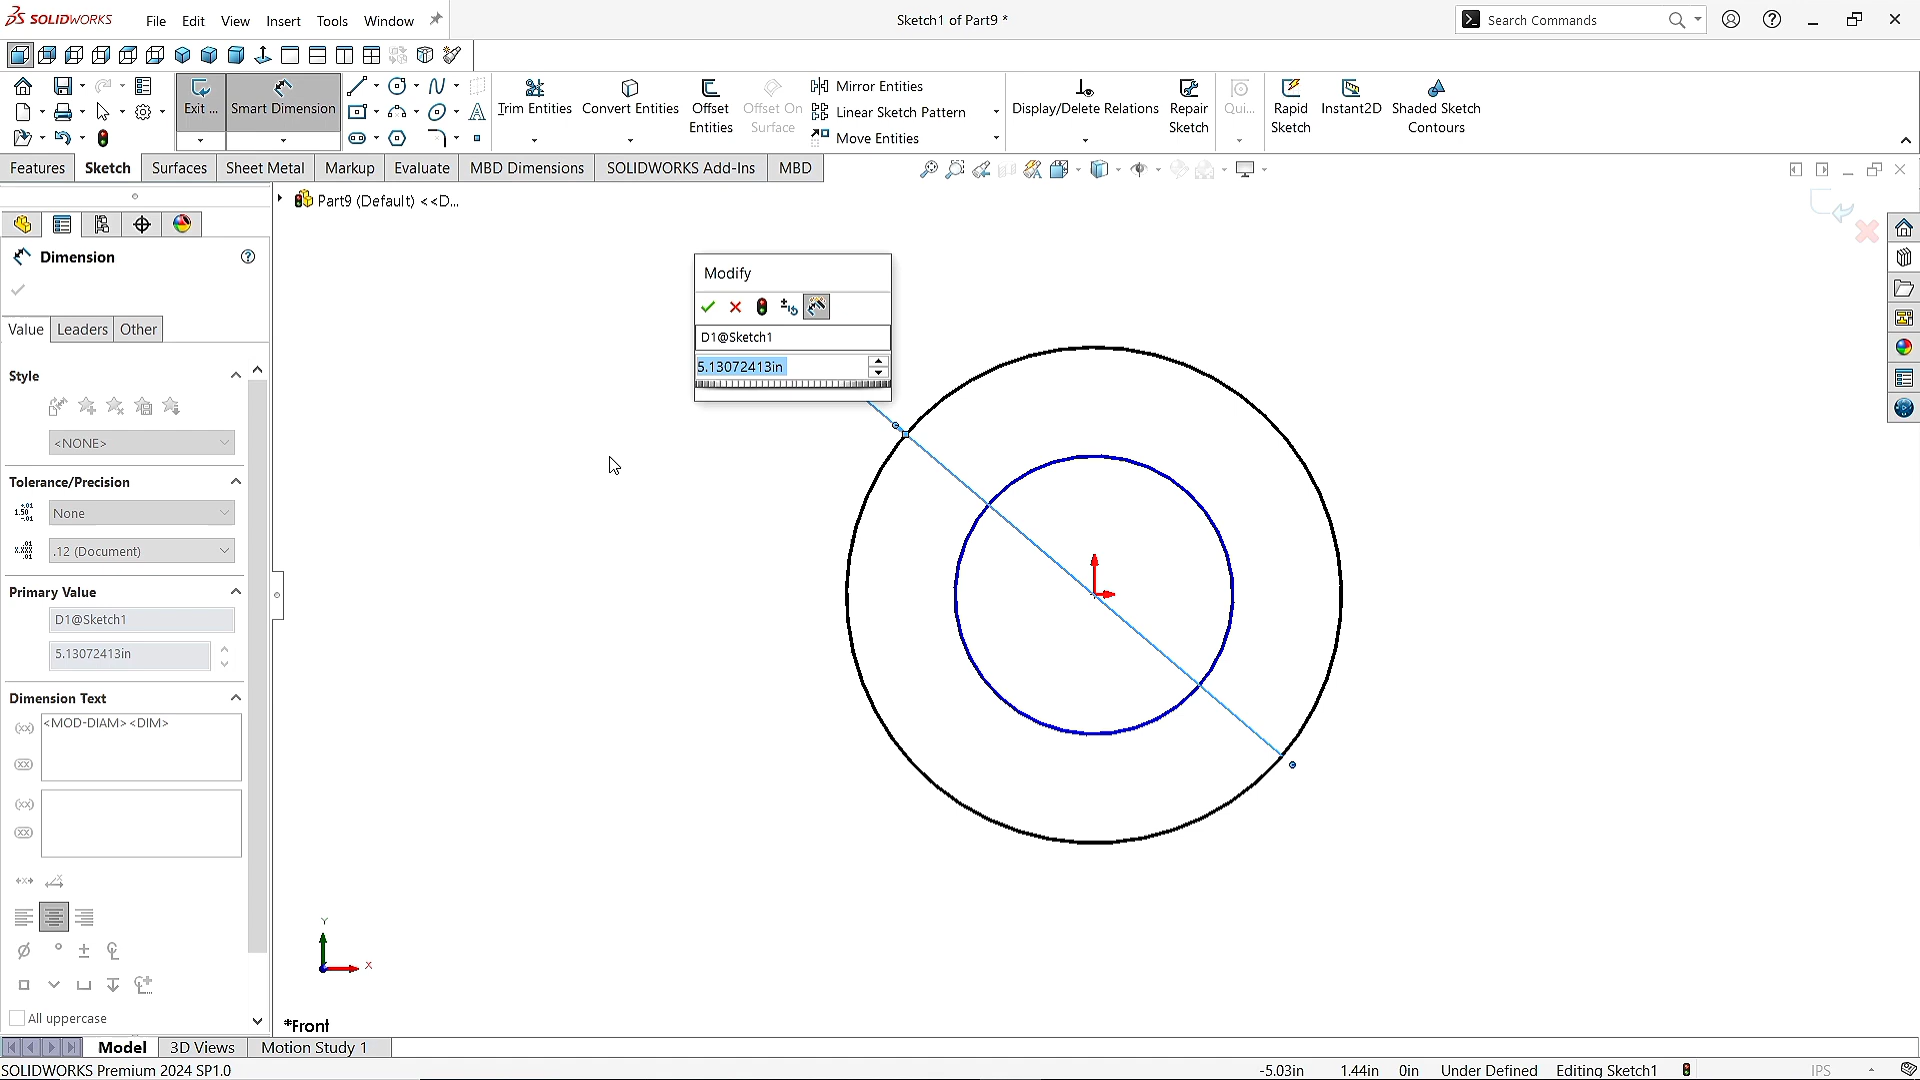 SOLIDWORKS
File Edit View Insert Tools Window
Sketch1 of Part9 *
Search Commands
Exit ...
Smart Dimension
Trim Entities
Convert Entities
Offset Entities
Offset On Surface
Mirror Entities
Linear Sketch Pattern
Move Entities
Display/Delete Relations
Repair Sketch
Qui...
Rapid Sketch
Instant2D
Shaded Sketch Contours
Features Sketch Surfaces Sheet Metal Markup Evaluate MBD Dimensions SOLIDWORKS Add-Ins MBD
Part9 (Default) <<D...
Dimension
Value Leaders Other
Style
<NONE>
Tolerance/Precision
None
.12 (Document)
Primary Value
D1@Sketch1
5.13072413in
Dimension Text
<MOD-DIAM><DIM>
All uppercase
Modify
D1@Sketch1
5.13072413in
Y
X
*Front
Model 3D Views Motion Study 1
SOLIDWORKS Premium 2024 SP1.0
-5.03in 1.44in 0in Under Defined Editing Sketch1 IPS